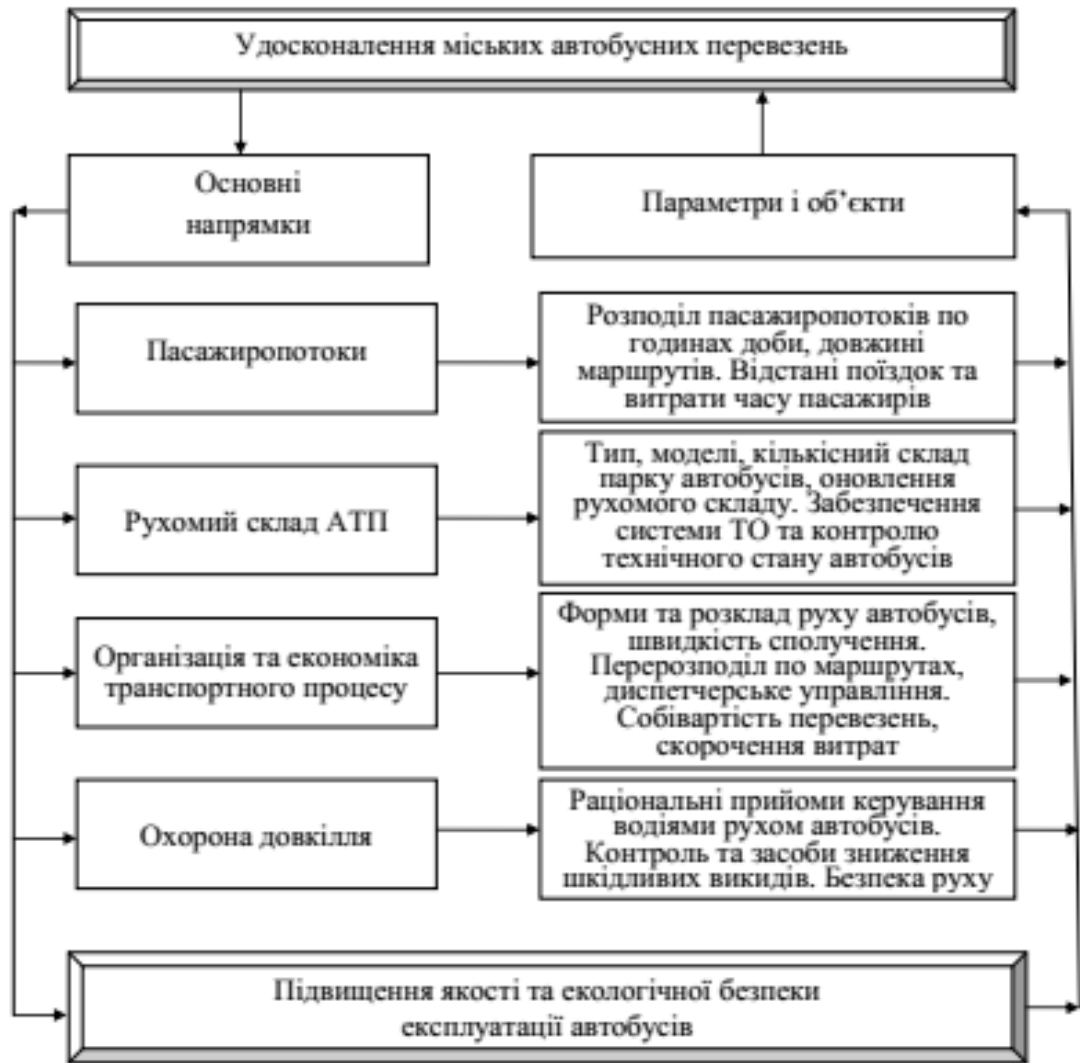 Удосконалення міських автобусних перевезень
Основні
напрямки
Параметри і об’єкти
Пасажиропотоки
Розподіл пасажиропотоків по
годинах доби, довжині
маршрутів. Відстані поїздок та
витрати часу пасажирів
Рухомий склад АТП
Тип, моделі, кількісний склад
парку автобусів, оновлення
рухомого складу. Забезпечення
системи ТО та контролю
технічного стану автобусів
Організація та економіка
транспортного процесу
Форми та розклад руху автобусів,
швидкість сполучення.
Перерозподіл по маршрутах,
диспетчерське управління.
Собівартість перевезень,
скорочення витрат
Охорона довкілля
Раціональні прийоми керування
водіями рухом автобусів.
Контроль та засоби зниження
шкідливих викидів. Безпека руху
Підвищення якості та екологічної безпеки
експлуатації автобусів